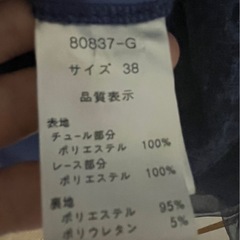 80837-G
サイズ 38
品質表示
表地
チュール部分
ポリエステル 100%
レース部分
ポリエステル 100%
裏地
ポリエステル 95%
ポリウレタン 5%